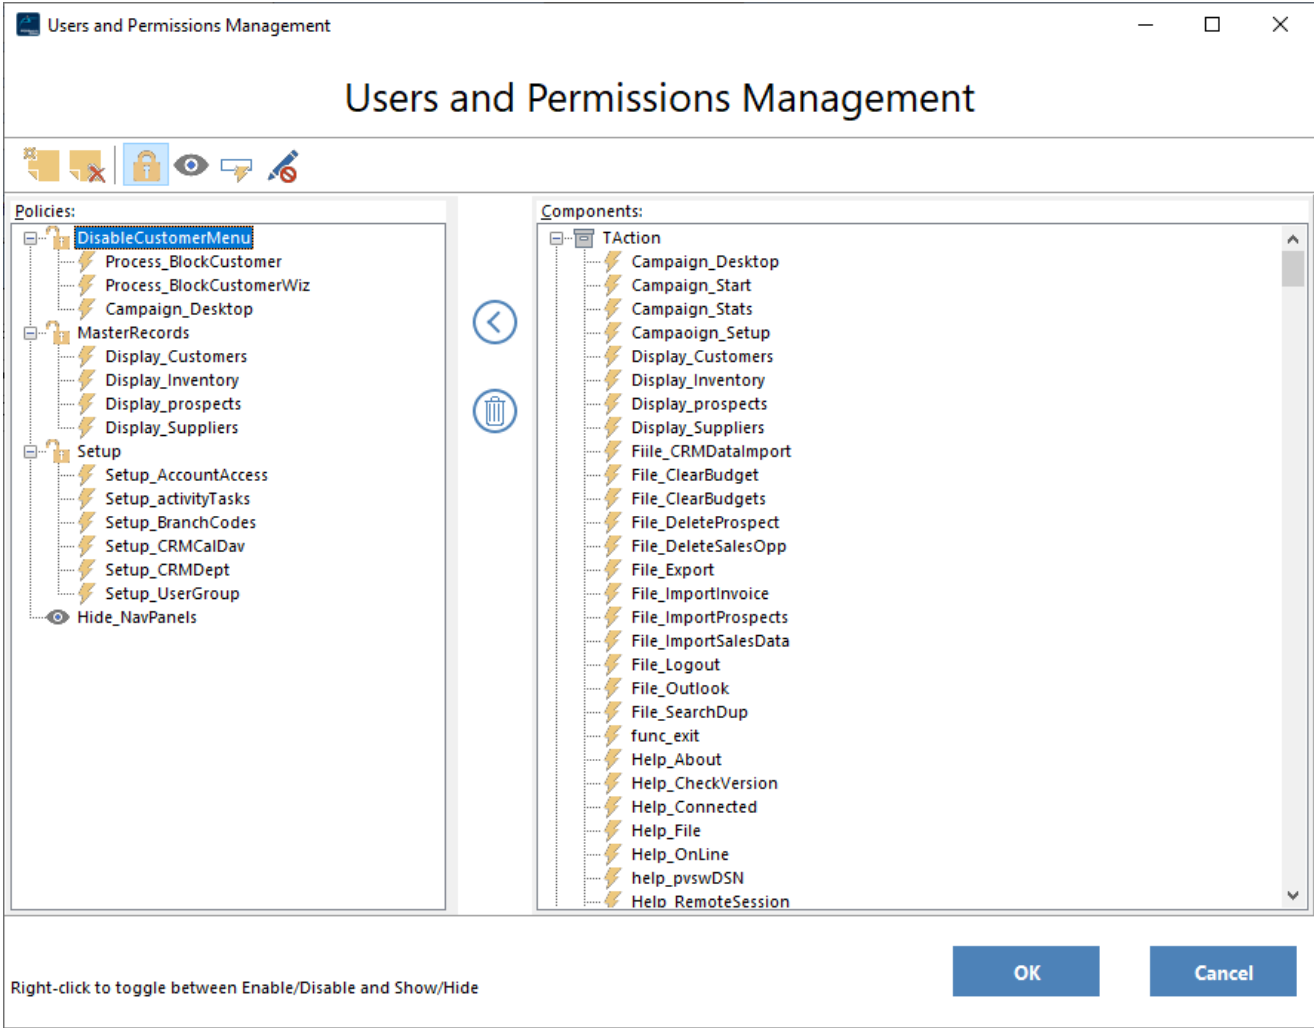 Users and Permissions Management
Users and Permissions Management
Policies:
DisableCustomerMenu
Process_BlockCustomer
Process_BlockCustomerWiz
Campaign_Desktop
MasterRecords
Display_Customers
Display_Inventory
Display_prospects
Display_Suppliers
Setup
Setup_AccountAccess
Setup_activityTasks
Setup_BranchCodes
Setup_CRMCalDav
Setup_CRMDept
Setup_UserGroup
Hide_NavPanels
Components:
TAction
Campaign_Desktop
Campaign_Start
Campaign_Stats
Campaoign_Setup
Display_Customers
Display_Inventory
Display_prospects
Display_Suppliers
Fiile_CRMDataImport
File_ClearBudget
File_ClearBudgets
File_DeleteProspect
File_DeleteSalesOpp
File_Export
File_ImportInvoice
File_ImportProspects
File_ImportSalesData
File_Logout
File_Outlook
File_SearchDup
func_exit
Help_About
Help_CheckVersion
Help_Connected
Help_File
Help_OnLine
help_pvswDSN
Help_RemoteSession
OK
Cancel
Right-click to toggle between Enable/Disable and Show/Hide